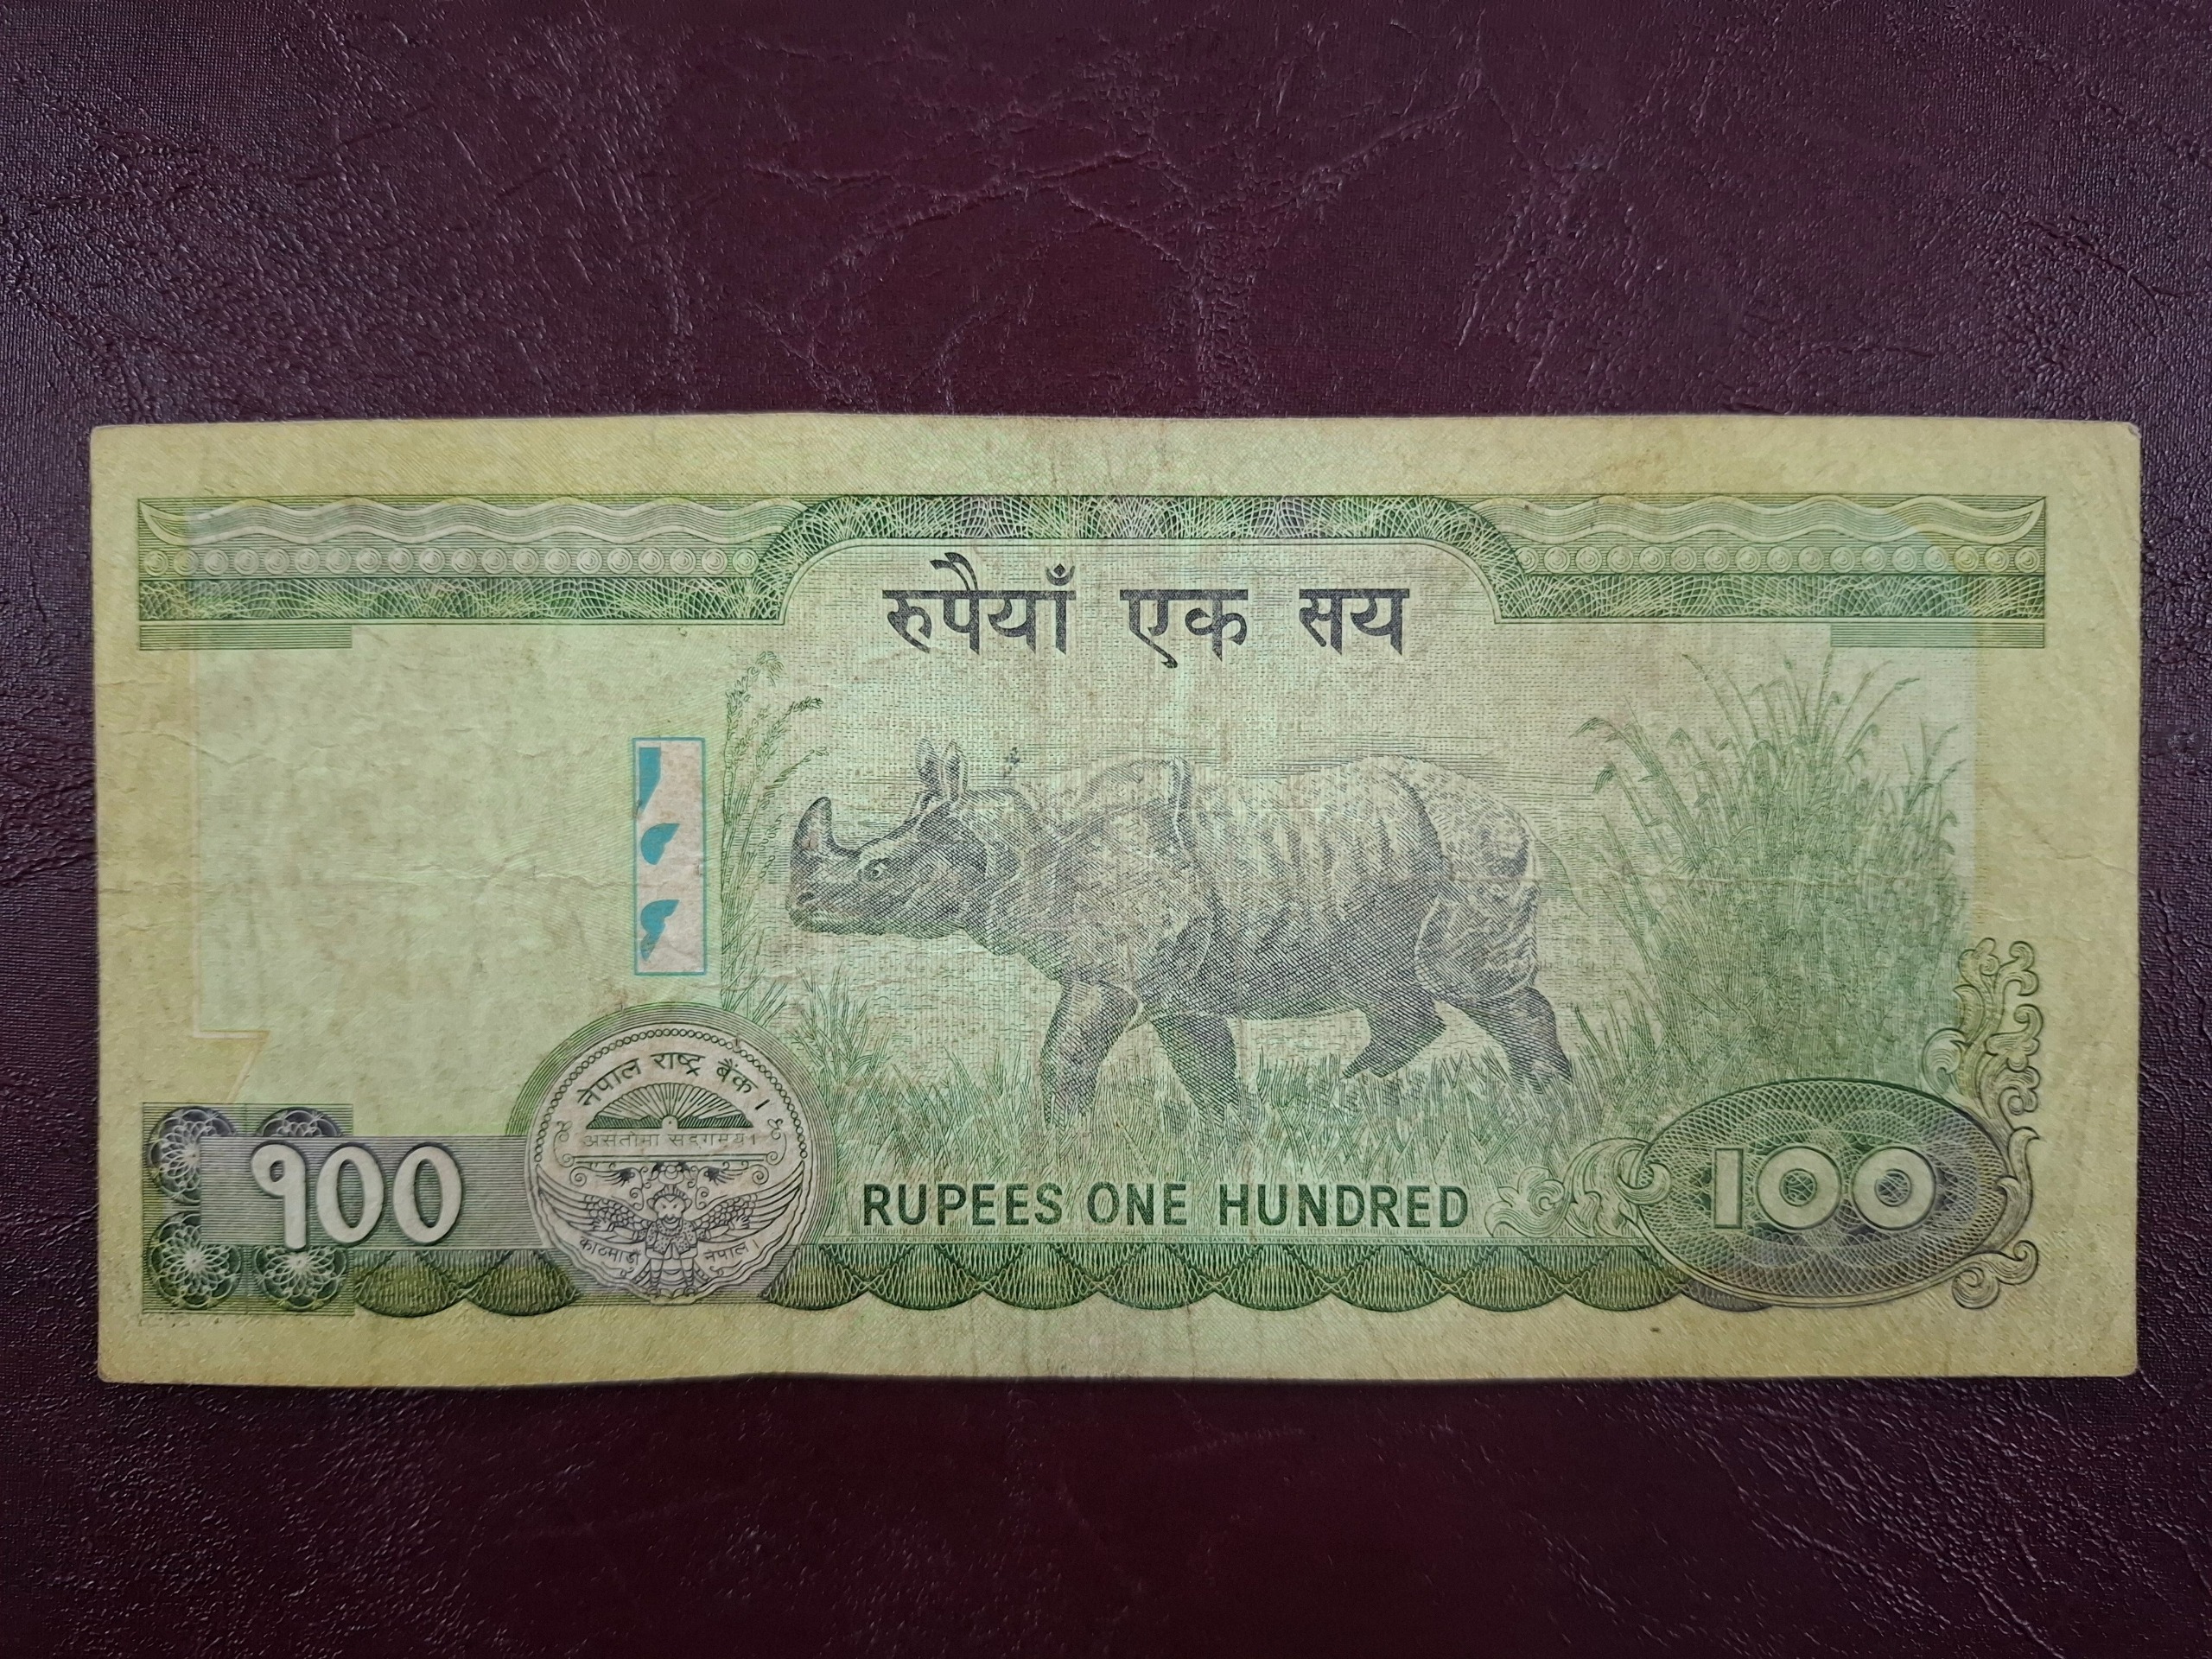 रुपैयाँ एक सय
नेपाल राष्ट्र बैंक ।
असतोमा सद्गमय।
काठमाडौं नेपाल
१००
RUPEES ONE HUNDRED
100